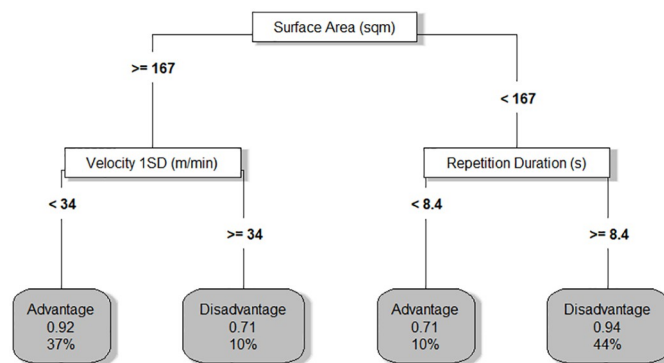 Surface Area (sqm)
>= 167
< 167
Velocity 1SD (m/min)
Repetition Duration (s)
< 34
< 8.4
>= 34
>= 8.4
Advantage
0.92
37%
Disadvantage
0.71
10%
Advantage
0.71
10%
Disadvantage
0.94
44%